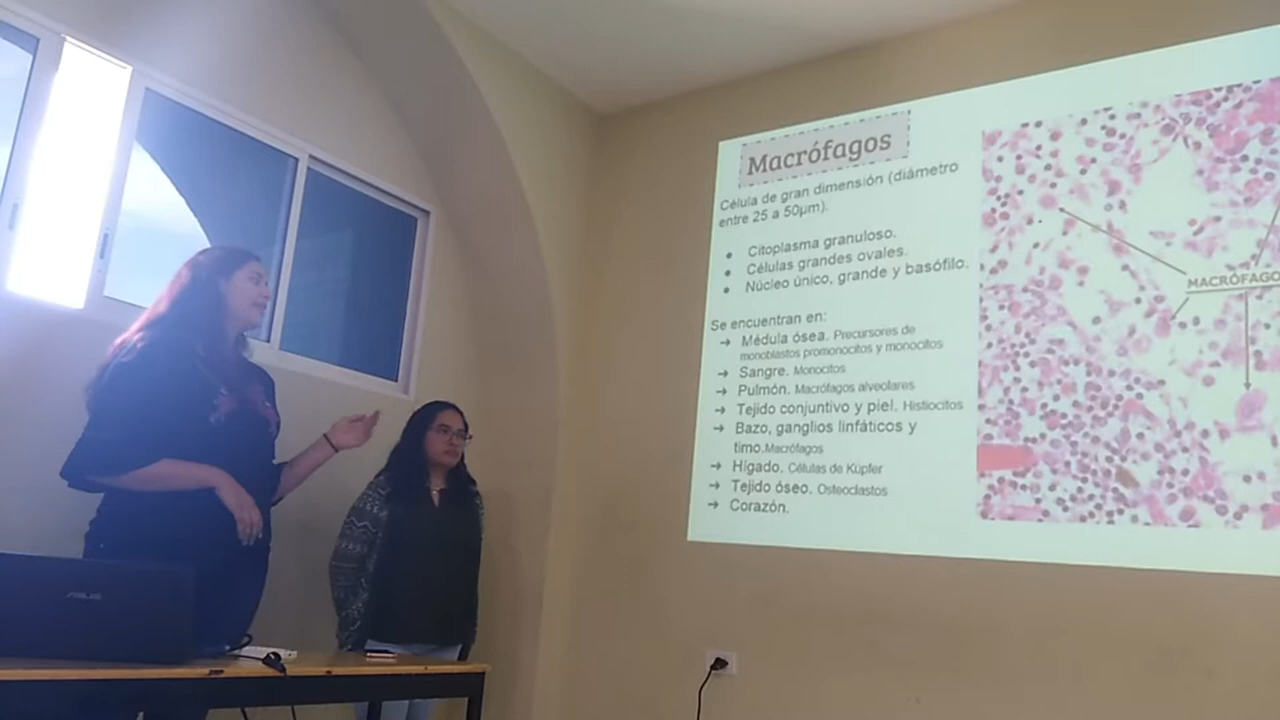 Macrófagos
Célula de gran dimensión (diámetro
entre 25 a 50µm).
● Citoplasma granuloso.
● Células grandes ovales.
● Núcleo único, grande y basófilo.
Se encuentran en:
→ Médula ósea. Precursores de
monoblastos promonocitos y monocitos
→ Sangre. Monocitos
→ Pulmón. Macrófagos alveolares
→ Tejido conjuntivo y piel. Histiocitos
→ Bazo, ganglios linfáticos y
timo.Macrófagos
→ Hígado. Células de Kúpfer
→ Tejido óseo. Osteoclastos
→ Corazón.
MACRÓFAGO
ASUS